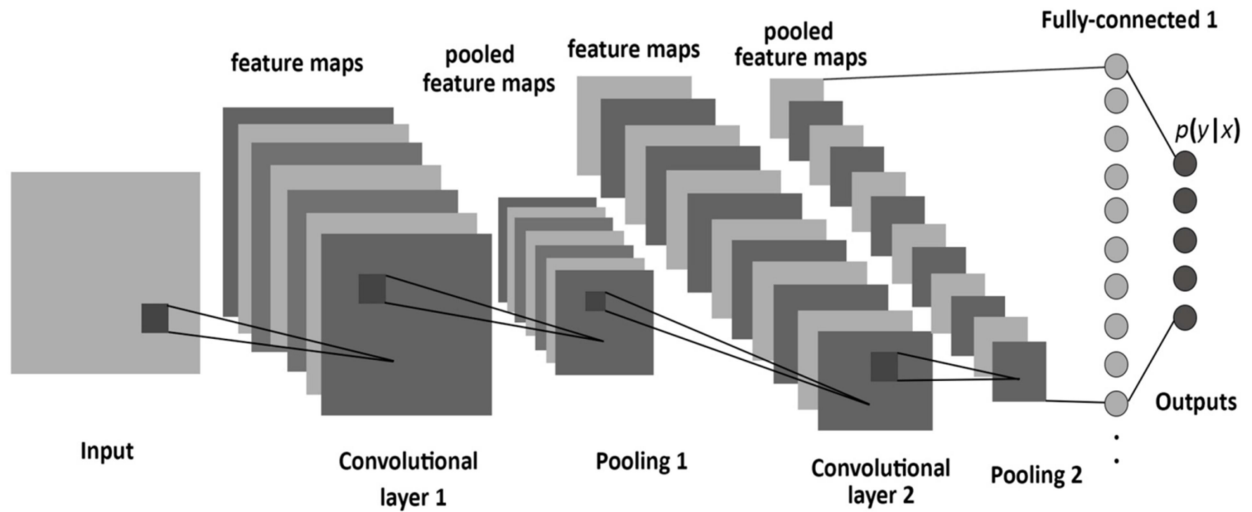 Fully-connected 1
feature maps
pooled
feature maps
feature maps
pooled
feature maps
p(y|x)
Input
Convolutional
layer 1
Pooling 1
Convolutional
layer 2
Pooling 2
Outputs